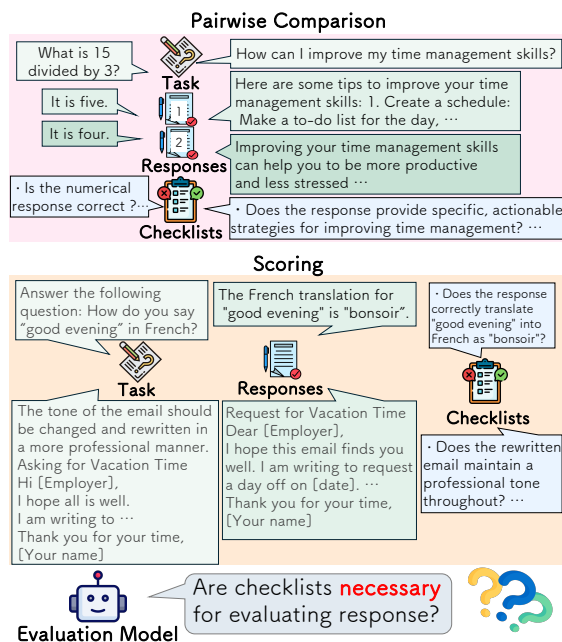 Pairwise Comparison
What is 15
divided by 3?
How can I improve my time management skills?
Task
It is five.
It is four.
1
2
Here are some tips to improve your time
management skills: 1. Create a schedule:
Make a to-do list for the day, ⋯
Responses
Improving your time management skills
can help you to be more productive
and less stressed ⋯
・Is the numerical
response correct ?⋯
Checklists
・Does the response provide specific, actionable
strategies for improving time management? ⋯
Scoring
Answer the following
question: How do you say
“good evening” in French?
Task
The French translation for
"good evening" is "bonsoir”.
Responses
・Does the response
correctly translate
"good evening" into
French as "bonsoir"?
Checklists
The tone of the email should
be changed and rewritten in
a more professional manner.
Asking for Vacation Time
Hi [Employer],
I hope all is well.
I am writing to ⋯
Thank you for your time,
[Your name]
Request for Vacation Time
Dear [Employer],
I hope this email finds you
well. I am writing to request
a day off on [date]. ⋯
Thank you for your time,
[Your name]
・Does the rewritten
email maintain a
professional tone
throughout? ⋯
Evaluation Model
Are checklists necessary
for evaluating response?
???